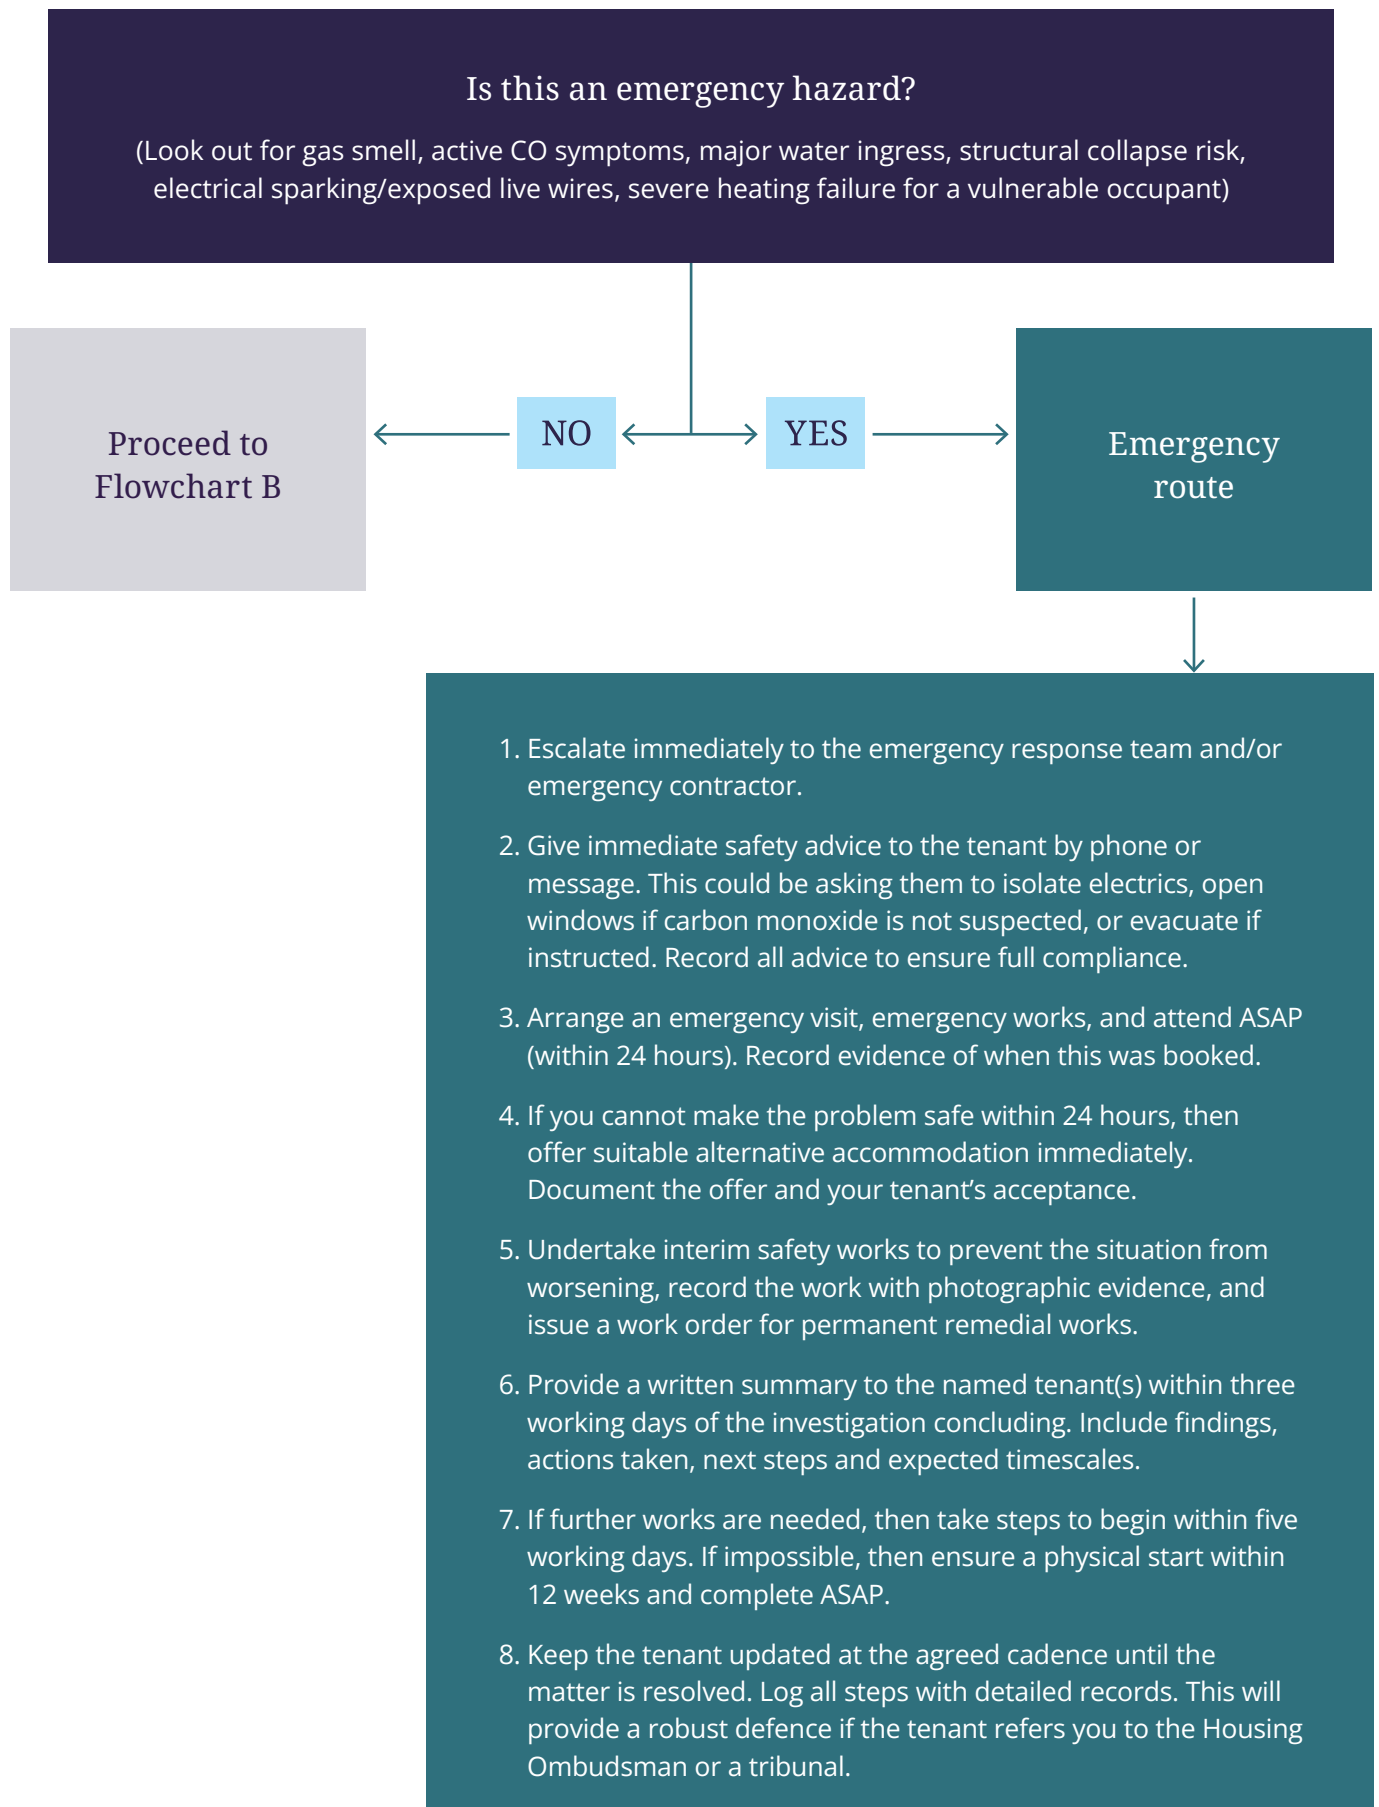 Is this an emergency hazard?
(Look out for gas smell, active CO symptoms, major water ingress, structural collapse risk,
electrical sparking/exposed live wires, severe heating failure for a vulnerable occupant)
Proceed to
Flowchart B
NO
YES
Emergency
route
1. Escalate immediately to the emergency response team and/or
emergency contractor.
2. Give immediate safety advice to the tenant by phone or
message. This could be asking them to isolate electrics, open
windows if carbon monoxide is not suspected, or evacuate if
instructed. Record all advice to ensure full compliance.
3. Arrange an emergency visit, emergency works, and attend ASAP
(within 24 hours). Record evidence of when this was booked.
4. If you cannot make the problem safe within 24 hours, then
offer suitable alternative accommodation immediately.
Document the offer and your tenant’s acceptance.
5. Undertake interim safety works to prevent the situation from
worsening, record the work with photographic evidence, and
issue a work order for permanent remedial works.
6. Provide a written summary to the named tenant(s) within three
working days of the investigation concluding. Include findings,
actions taken, next steps and expected timescales.
7. If further works are needed, then take steps to begin within five
working days. If impossible, then ensure a physical start within
12 weeks and complete ASAP.
8. Keep the tenant updated at the agreed cadence until the
matter is resolved. Log all steps with detailed records. This will
provide a robust defence if the tenant refers you to the Housing
Ombudsman or a tribunal.